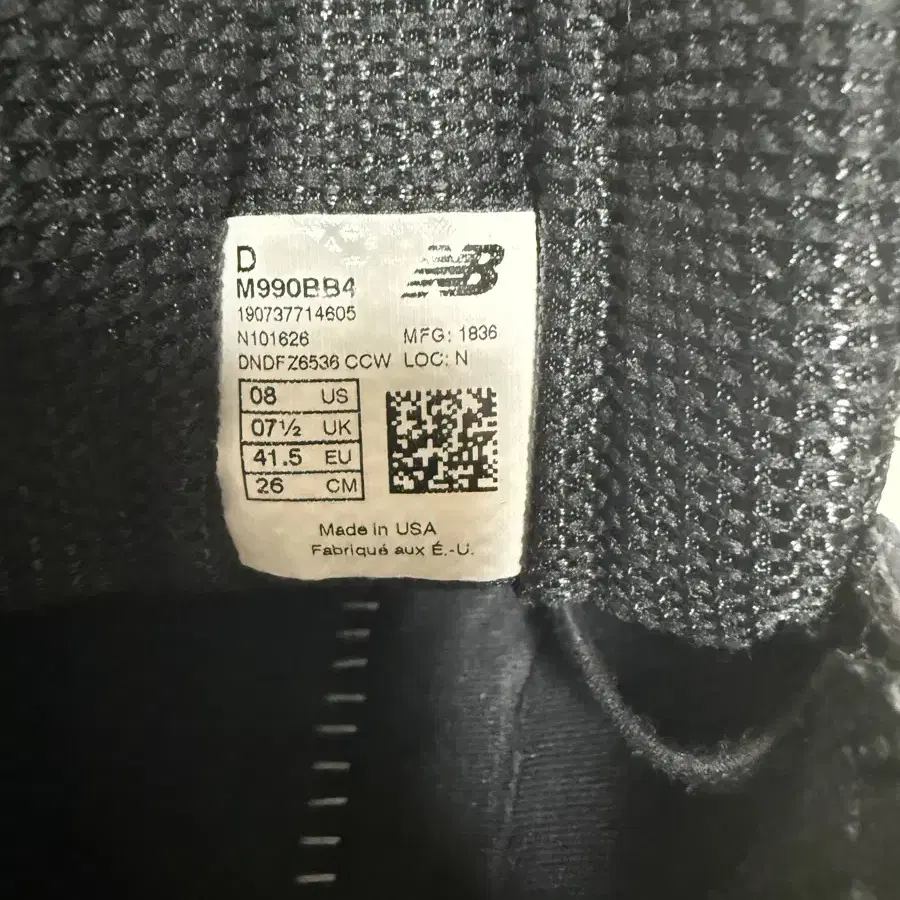 D
NB
M990BB4
190737714605
N101626 MFG: 1836
DNDFZ6536 CCW LOC: N
08 US
07½ UK
41.5 EU
26 CM
Made in USA
Fabriqué aux É.-U.